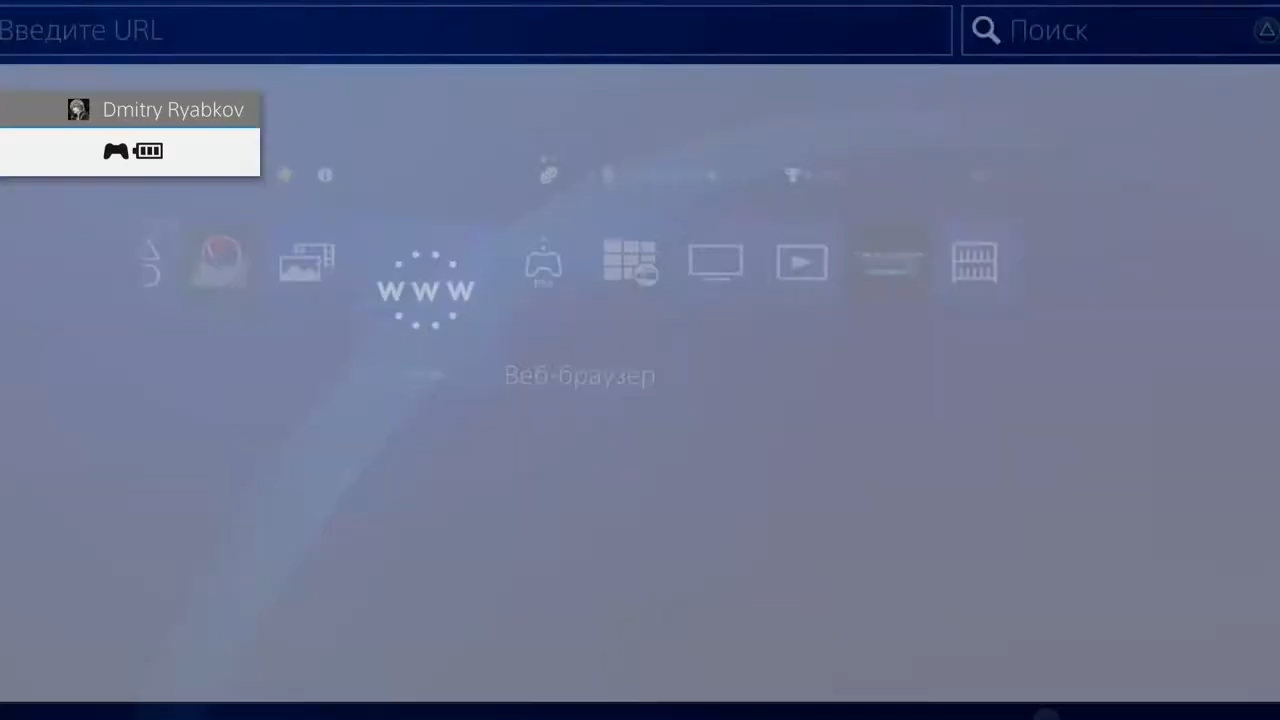 Введите URL
Поиск
Dmitry Ryabkov
WWW
Веб-браузер